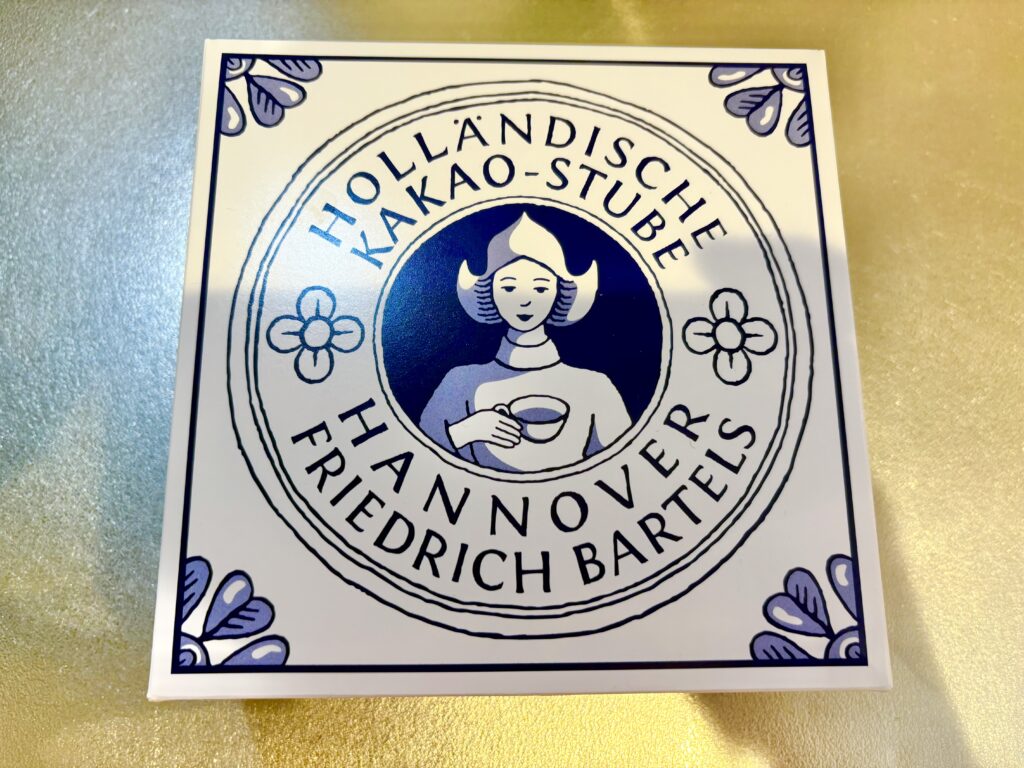 HOLLÄNDISCHE
KAKAO-STUBE
HANNOVER
FRIEDRICH BARTELS